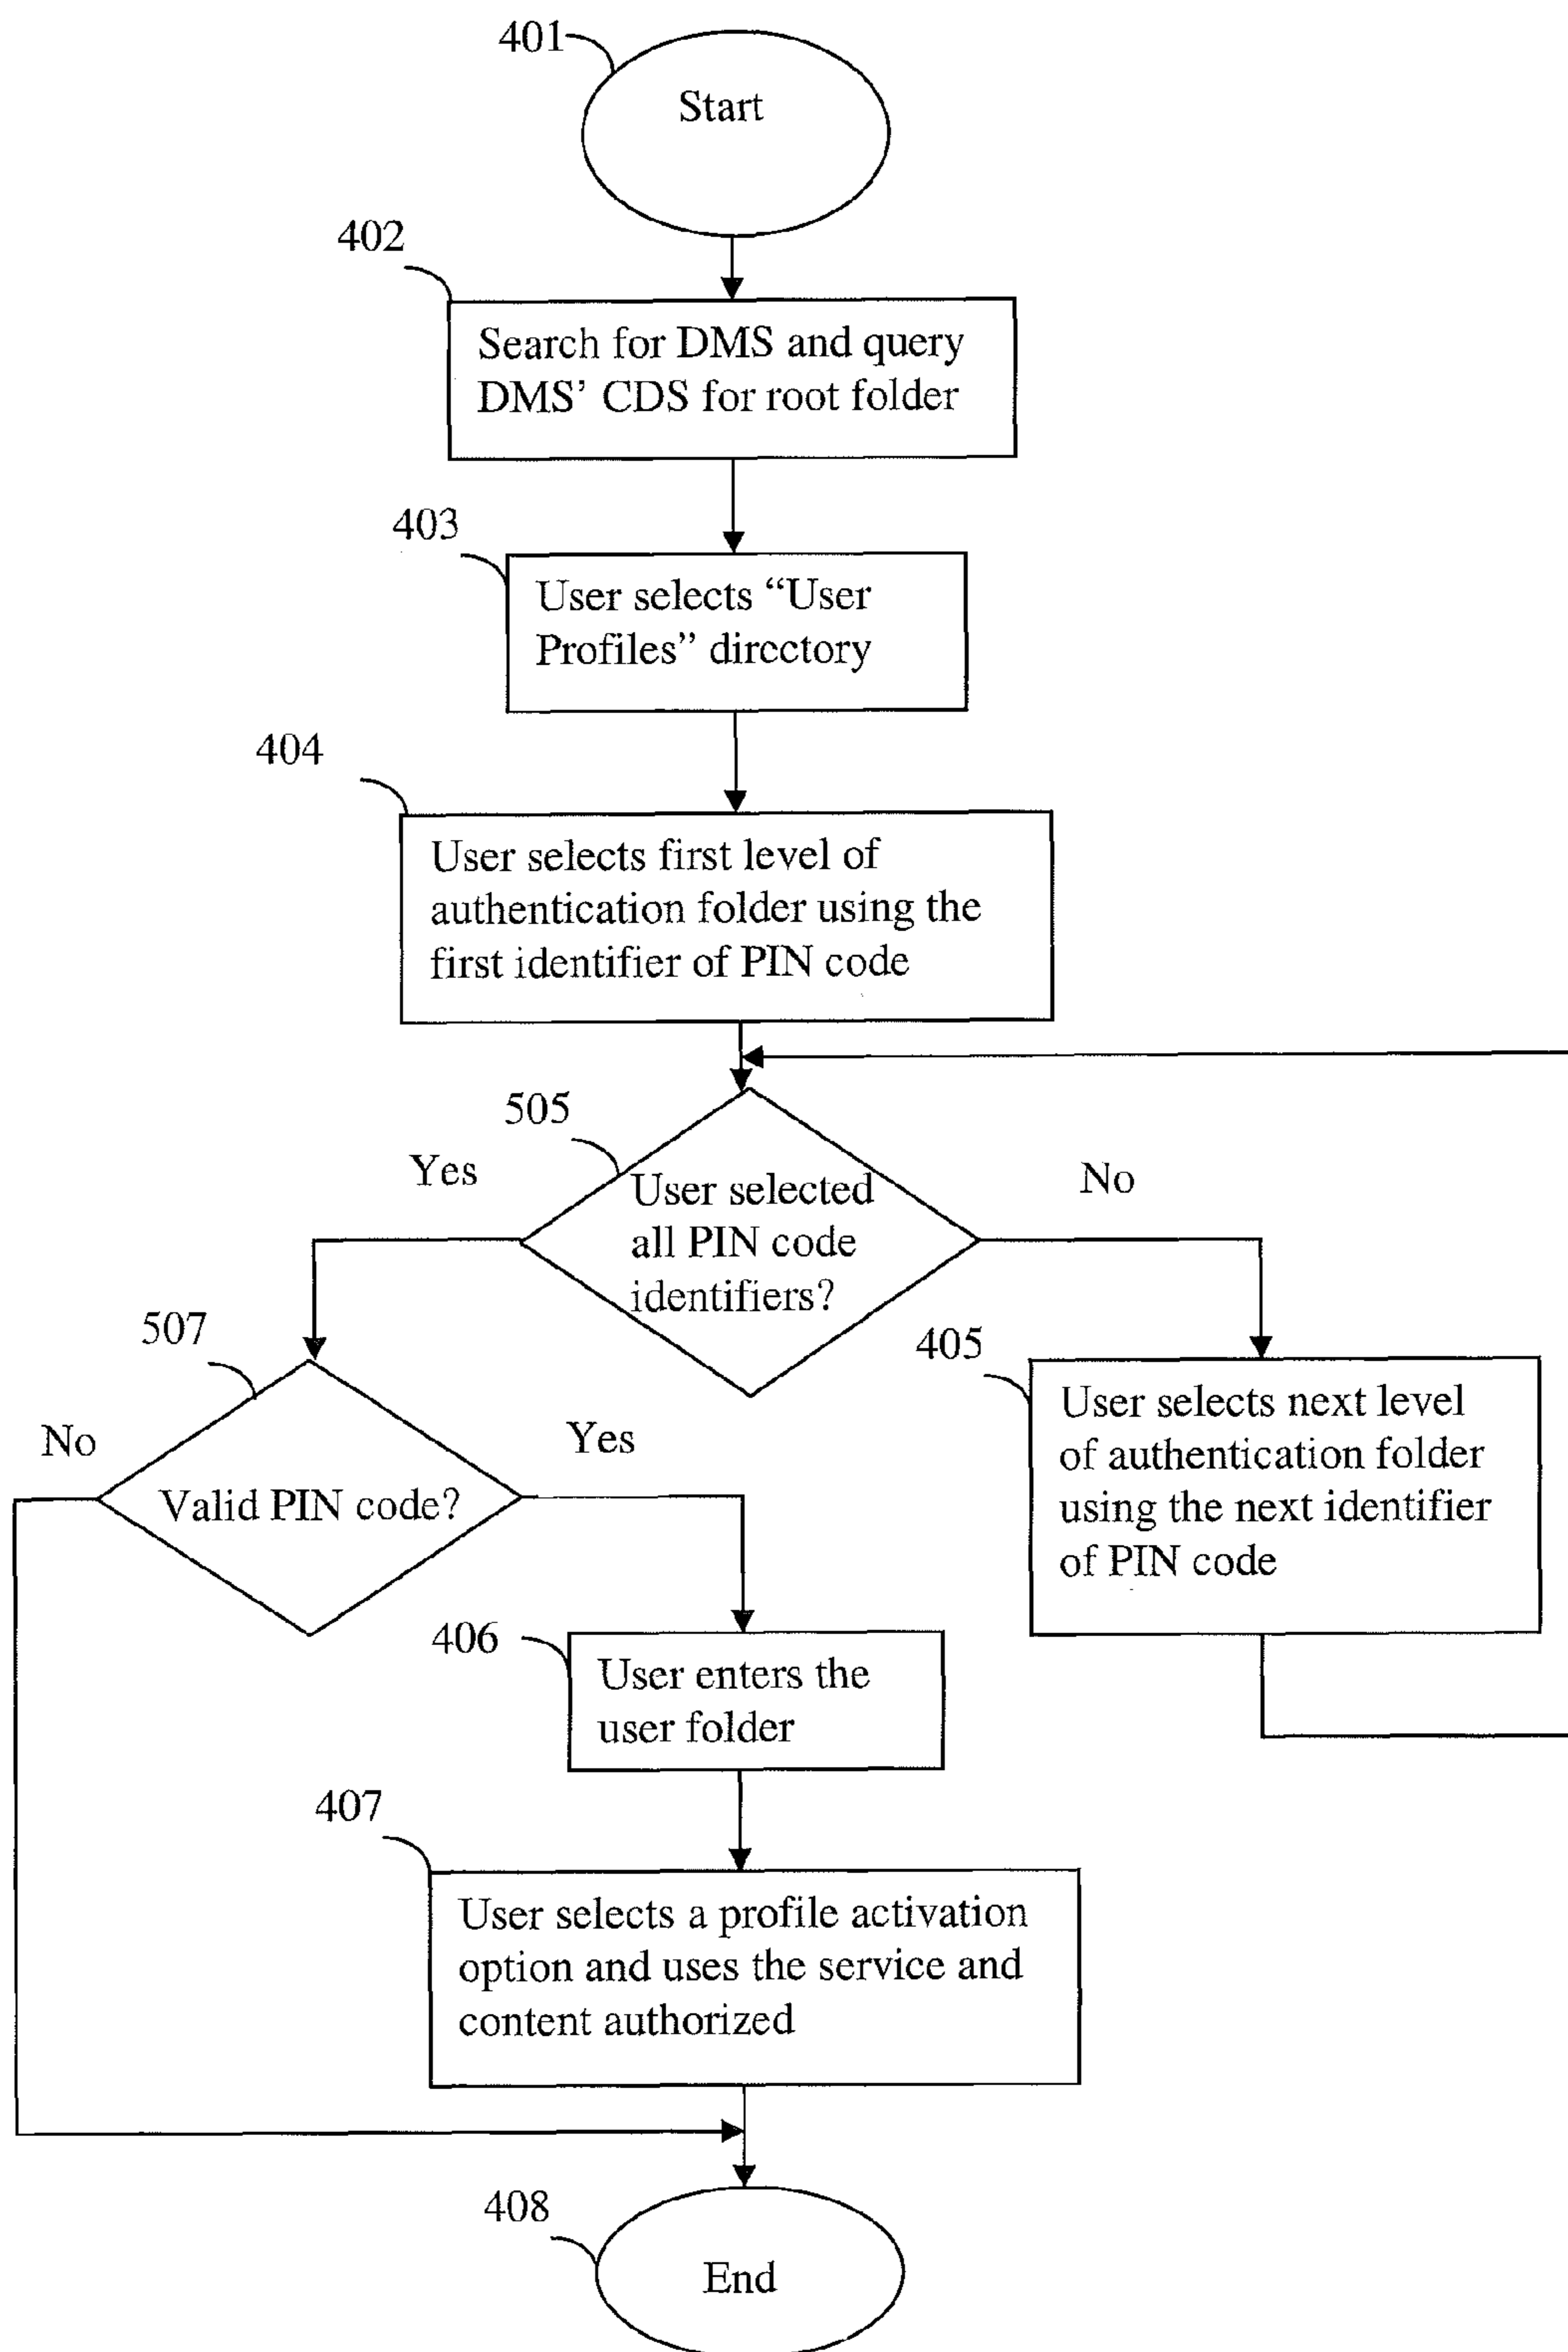 401
Start
402
Search for DMS and query
DMS’ CDS for root folder
403
User selects “User
Profiles” directory
404
User selects first level of
authentication folder using the
first identifier of PIN code
505
Yes
No
User selected
all PIN code
identifiers?
507
405
No
Yes
Valid PIN code?
User selects next level
of authentication folder
using the next identifier
of PIN code
406
User enters the
user folder
407
User selects a profile activation
option and uses the service and
content authorized
408
End